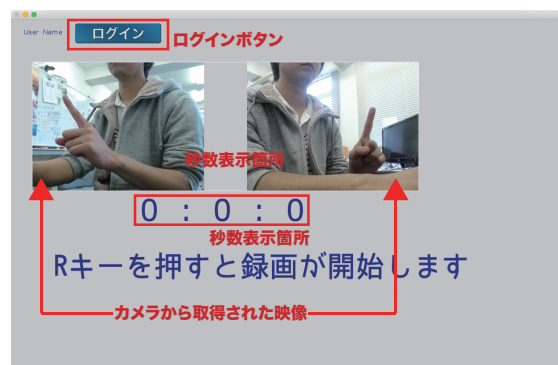 User Name
ログイン
ログインボタン
秒数表示箇所
0 : 0 : 0
秒数表示箇所
Rキーを押すと録画が開始します
カメラから取得された映像